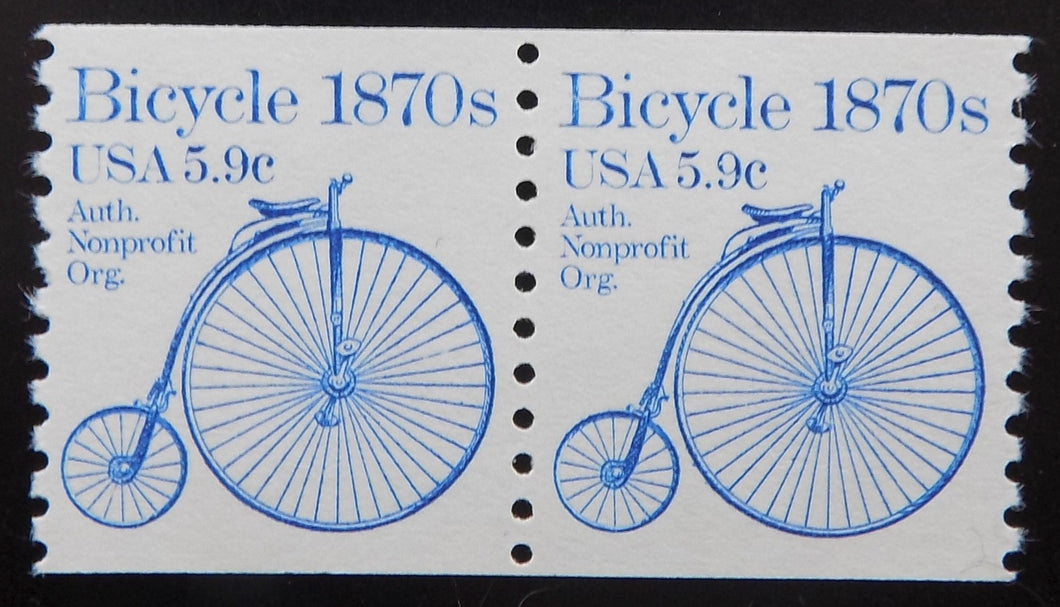 Bicycle 1870s
USA 5.9c
Auth.
Nonprofit
Org.
Bicycle 1870s
USA 5.9c
Auth.
Nonprofit
Org.